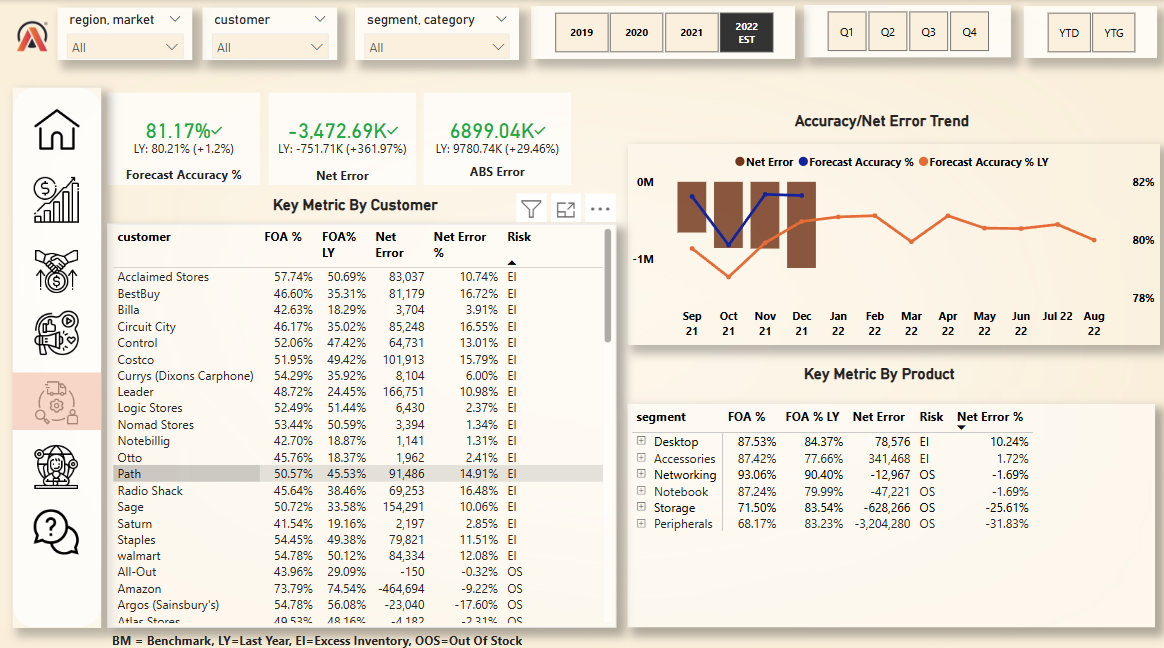 region, market
All
customer
All
segment, category
All
2019
2020
2021
2022
EST
Q1
Q2
Q3
Q4
YTD
YTG
81.17%
LY: 80.21% (+1.2%)
Forecast Accuracy %
-3,472.69K
LY: -751.71K (+361.97%)
Net Error
6899.04K
LY: 9780.74K (+29.46%)
ABS Error
Key Metric By Customer
customer FOA % FOA% LY Net Error Net Error % Risk
Acclaimed Stores 57.74% 50.69% 83,037 10.74% EI
BestBuy 46.60% 35.31% 81,179 16.72% EI
Billa 42.63% 18.29% 3,704 3.91% EI
Circuit City 46.17% 35.02% 85,248 16.55% EI
Control 52.06% 47.42% 64,731 13.01% EI
Costco 51.95% 49.42% 101,913 15.79% EI
Currys (Dixons Carphone) 54.29% 35.92% 8,104 6.00% EI
Leader 48.72% 24.45% 166,751 10.98% EI
Logic Stores 52.49% 51.44% 6,430 2.37% EI
Nomad Stores 53.44% 50.59% 3,394 1.34% EI
Notebillig 42.70% 18.87% 1,141 1.31% EI
Otto 45.76% 18.37% 1,962 2.41% EI
Path 50.57% 45.53% 91,486 14.91% EI
Radio Shack 45.64% 38.46% 69,253 16.48% EI
Sage 50.72% 33.58% 154,291 10.06% EI
Saturn 41.54% 19.16% 2,197 2.85% EI
Staples 54.45% 49.38% 79,821 11.51% EI
walmart 54.78% 50.12% 84,334 12.08% EI
All-Out 43.96% 29.09% -150 -0.32% OS
Amazon 73.79% 74.54% -464,694 -9.22% OS
Argos (Sainsbury's) 54.78% 56.08% -23,040 -17.60% OS
Atlas Stores 49.53% 48.16% -4,182 -2.31% OS
BM = Benchmark, LY=Last Year, EI=Excess Inventory, OOS=Out Of Stock
Accuracy/Net Error Trend
Net Error Forecast Accuracy % Forecast Accuracy % LY
0M
-1M
82%
80%
78%
Sep 21 Oct 21 Nov 21 Dec 21 Jan 22 Feb 22 Mar 22 Apr 22 May 22 Jun 22 Jul 22 Aug 22
Key Metric By Product
segment FOA % FOA % LY Net Error Risk Net Error %
Desktop 87.53% 84.37% 78,576 EI 10.24%
Accessories 87.42% 77.66% 341,468 EI 1.72%
Networking 93.06% 90.40% -12,967 OS -1.69%
Notebook 87.24% 79.99% -47,221 OS -1.69%
Storage 71.50% 83.54% -628,266 OS -25.61%
Peripherals 68.17% 83.23% -3,204,280 OS -31.83%